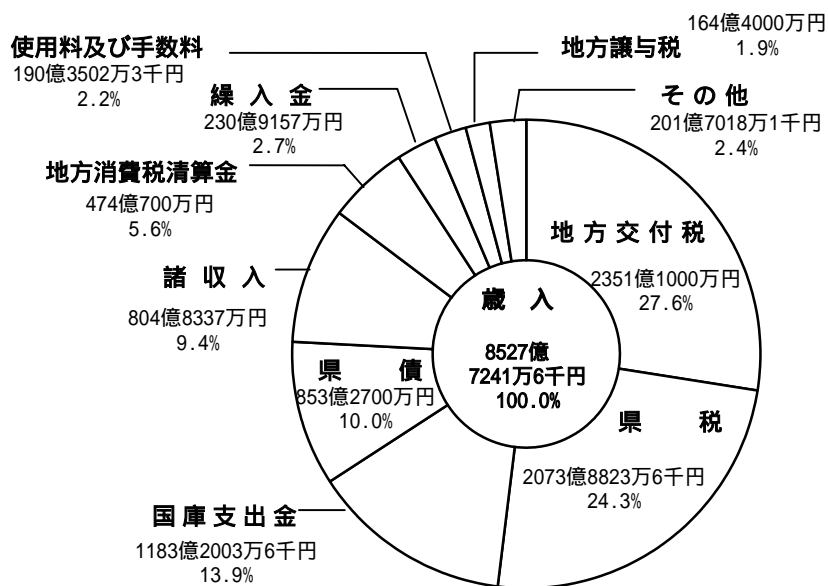 164億4000万円
地方譲与税
1.9%
使用料及び手数料
190億3502万3千円
2.2%
繰入金
230億9157万円
2.7%
その他
201億7018万1千円
2.4%
地方消費税清算金
474億700万円
5.6%
地方交付税
2351億1000万円
27.6%
諸収入
804億8337万円
9.4%
歳入
8527億
7241万6千円
100.0%
県債
853億2700万円
10.0%
県税
2073億8823万6千円
24.3%
国庫支出金
1183億2003万6千円
13.9%